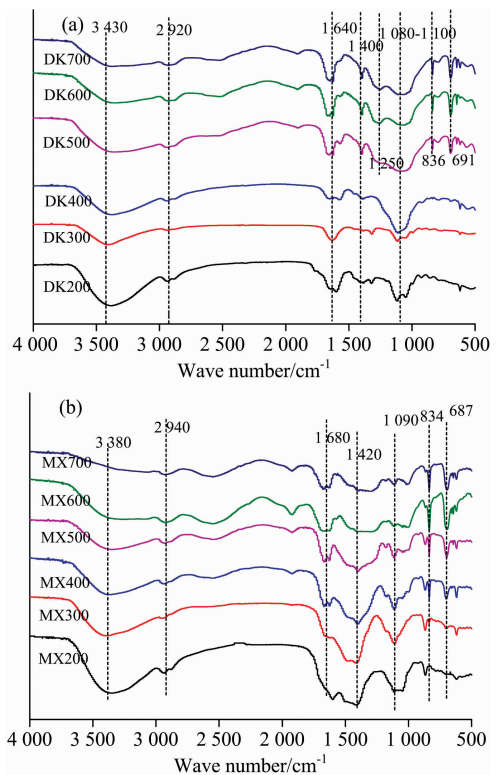 (a)
3 430
2 920
1 640
1 400
1 080-1 100
DK700
DK600
DK500
1 250
836
691
DK400
DK300
DK200
4 000 3 500 3 000 2 500 2 000 1 500 1 000 500
Wave number/cm-1
(b)
3 380
2 940
1 680
1 420
1 090
834
687
MX700
MX600
MX500
MX400
MX300
MX200
4 000 3 500 3 000 2 500 2 000 1 500 1 000 500
Wave number/cm-1